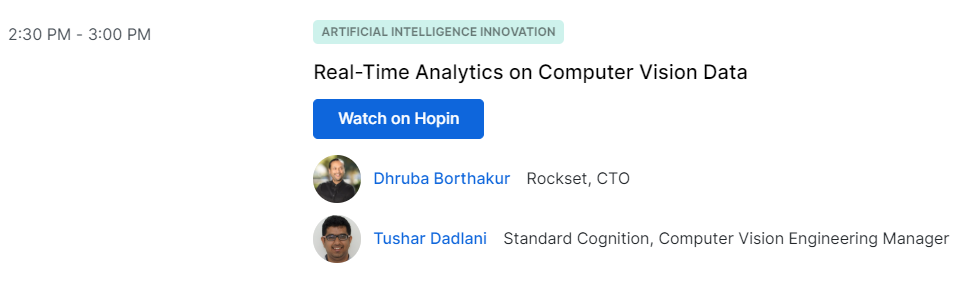 2:30 PM - 3:00 PM
ARTIFICIAL INTELLIGENCE INNOVATION
Real-Time Analytics on Computer Vision Data
Watch on Hopin
Dhruba Borthakur Rockset, CTO
Tushar Dadlani Standard Cognition, Computer Vision Engineering Manager